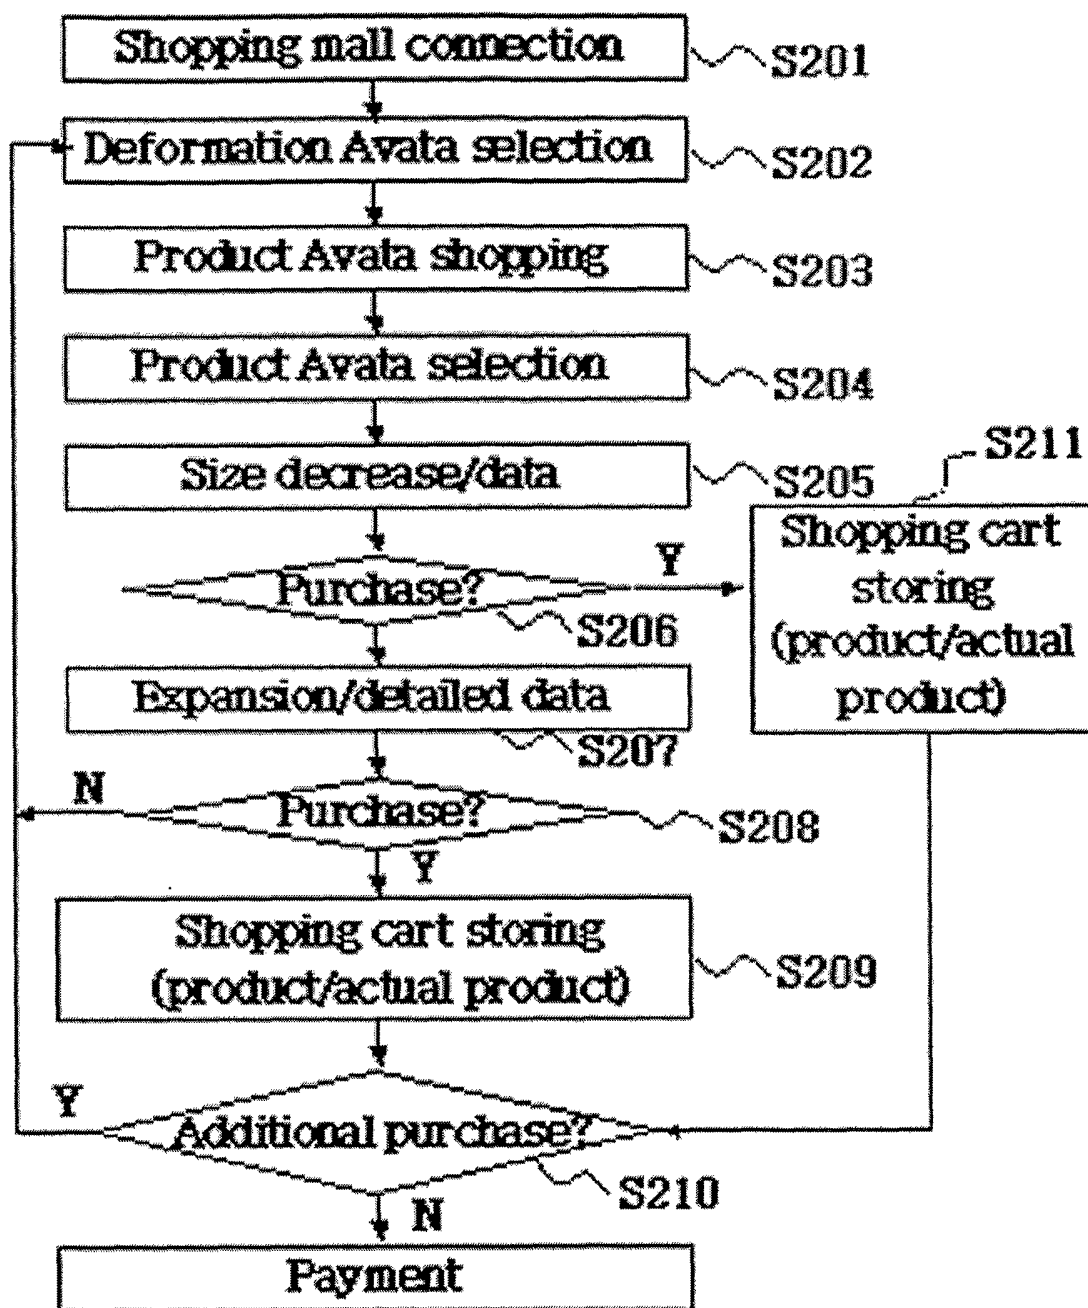 Shopping mall connection
S201
Deformation Avata selection
S202
Product Avata shopping
S203
Product Avata selection
S204
Size decrease/data
S205
S211
Shopping cart
storing
(product/actual
product)
Purchase?
Y
S206
Expansion/detailed data
S207
N
Purchase?
S208
Y
Shopping cart storing
(product/actual product)
S209
Y
Additional purchase?
S210
N
Payment